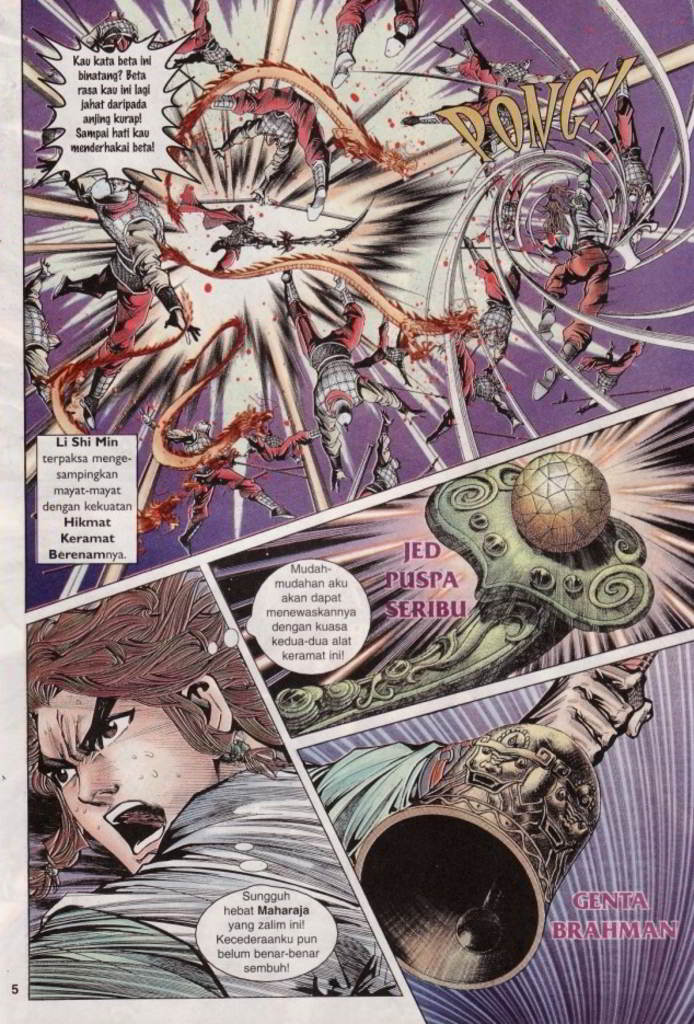 Kau kata beta ini
binatang? Beta
rasa kau ini lagi
jahat daripada
anjing kurap!
Sampai hati kau
menderhakai beta!
PONG!
Li Shi Min
terpaksa menge-
sampingkan
mayat-mayat
dengan kekuatan
Hikmat
Keramat
Berenamnya.
Mudah-
mudahan aku
akan dapat
menewaskannya
dengan kuasa
kedua-dua alat
keramat ini!
JED
PUSPA
SERIBU
Sungguh
hebat Maharaja
yang zalim ini!
Kecederaanku pun
belum benar-benar
sembuh!
GENTA
BRAHMAN
5